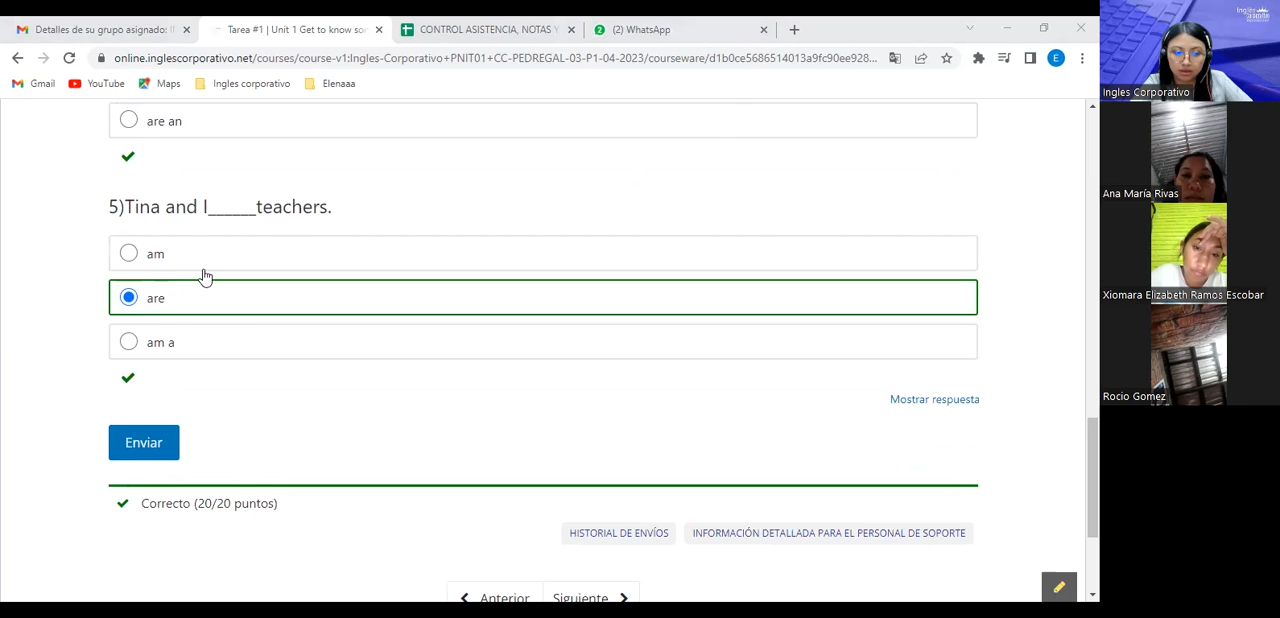 Detalles de su grupo asignado: I
Tarea #1 | Unit 1 Get to know so
CONTROL ASISTENCIA, NOTAS Y
(2) WhatsApp
online.inglescorporativo.net/courses/course-v1:Ingles-Corporativo+PNIT01+CC-PEDREGAL-03-P1-04-2023/courseware/d1b0ce5686514013a9fc90ee928...
E
Gmail
YouTube
Maps
Ingles corporativo
Elenaaa
are an
5)Tina and I______teachers.
am
are
am a
Mostrar respuesta
Enviar
Correcto (20/20 puntos)
HISTORIAL DE ENVÍOS
INFORMACIÓN DETALLADA PARA EL PERSONAL DE SOPORTE
Anterior
Siguiente
Ingles Corporativo
Ana María Rivas
Xiomara Elizabeth Ramos Escobar
Rocio Gomez